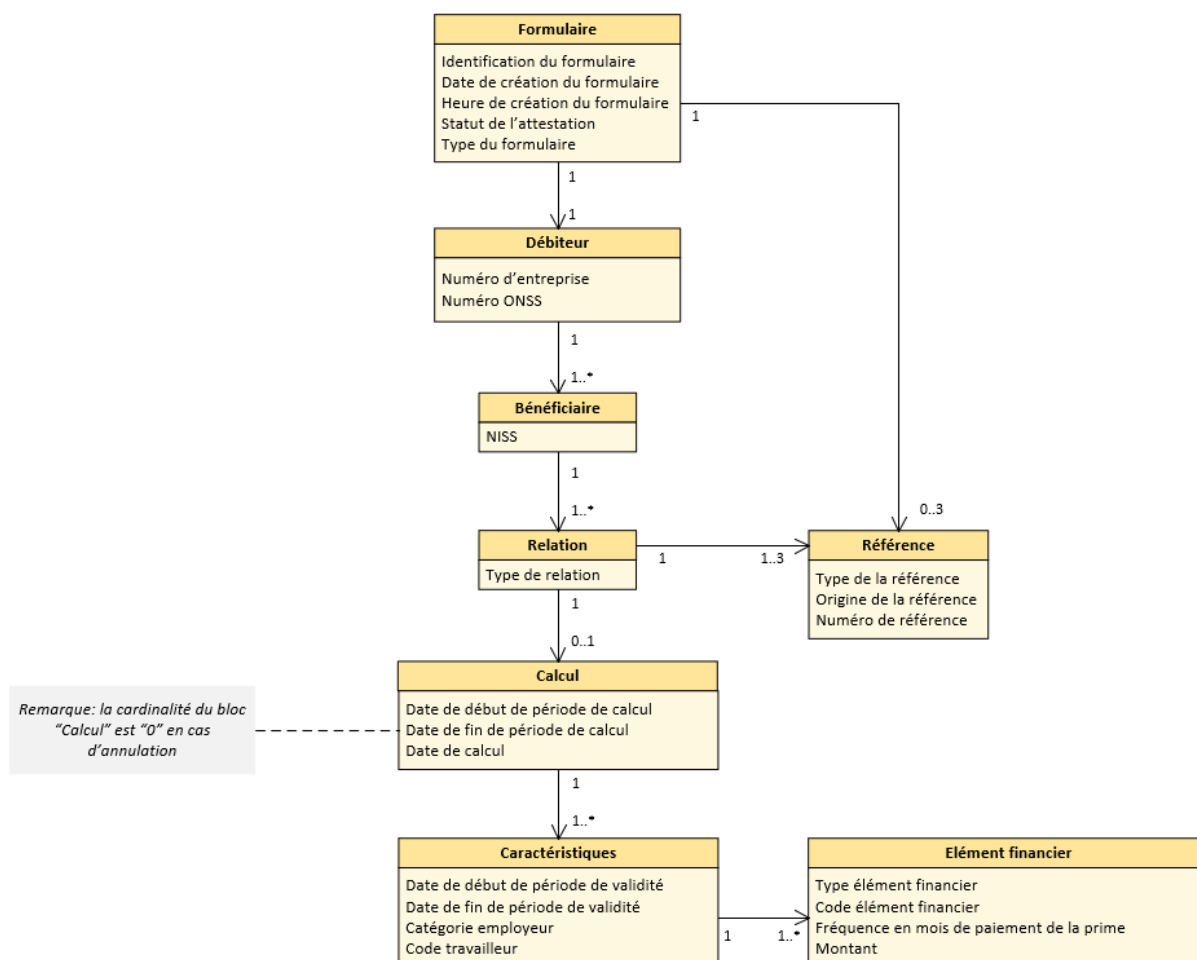 Formulaire
Identification du formulaire
Date de création du formulaire
Heure de création du formulaire
Statut de l’attestation
Type du formulaire
1
1
1
Débiteur
Numéro d’entreprise
Numéro ONSS
1
1..*
Bénéficiaire
NISS
1
1..*
0..3
Relation
Type de relation
1
1..3
Référence
Type de la référence
Origine de la référence
Numéro de référence
1
0..1
Calcul
Date de début de période de calcul
Date de fin de période de calcul
Date de calcul
Remarque: la cardinalité du bloc
“Calcul” est “0” en cas
d’annulation
1
1..*
Caractéristiques
Date de début de période de validité
Date de fin de période de validité
Catégorie employeur
Code travailleur
1
1..*
Elément financier
Type élément financier
Code élément financier
Fréquence en mois de paiement de la prime
Montant